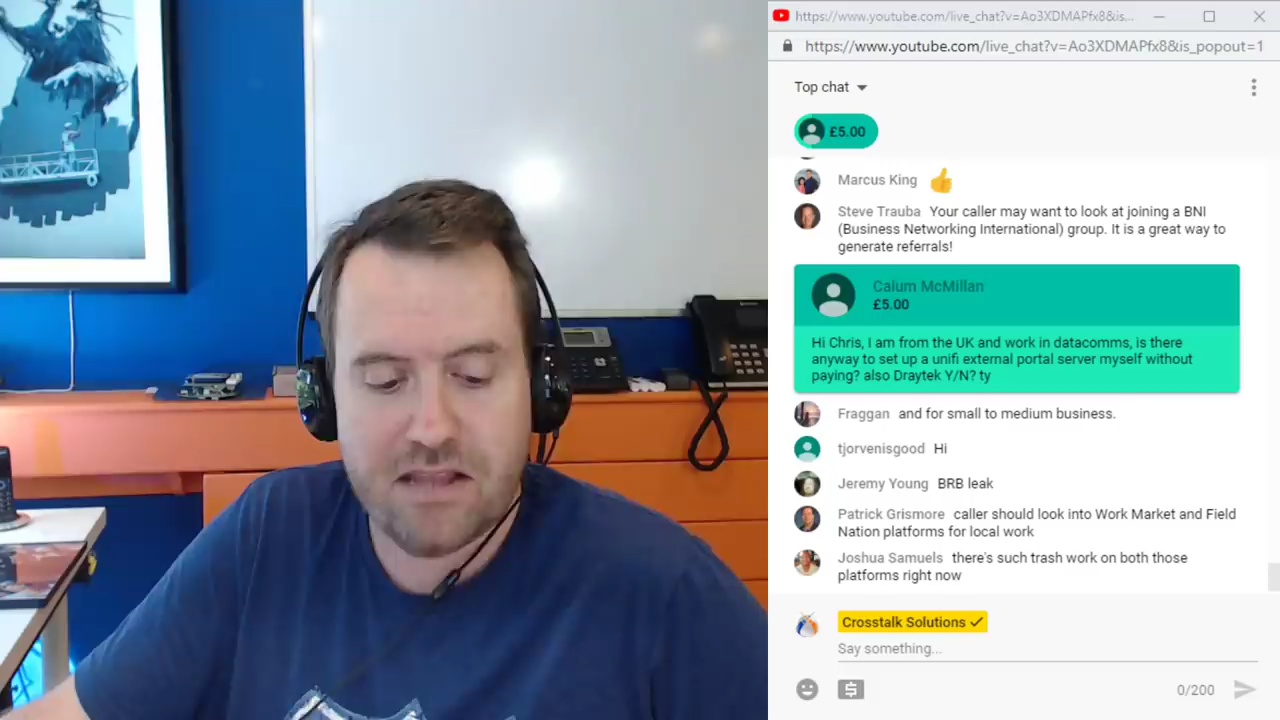 https://www.youtube.com/live_chat?v=Ao3XDMAPfx8&is...
https://www.youtube.com/live_chat?v=Ao3XDMAPfx8&is_popout=1
Top chat
£5.00
Marcus King
Steve Trauba Your caller may want to look at joining a BNI
(Business Networking International) group. It is a great way to
generate referrals!
Calum McMillan
£5.00
Hi Chris, I am from the UK and work in datacomms, is there
anyway to set up a unifi external portal server myself without
paying? also Draytek Y/N? ty
Fraggan and for small to medium business.
tjorvenisgood Hi
Jeremy Young BRB leak
Patrick Grismore caller should look into Work Market and Field
Nation platforms for local work
Joshua Samuels there's such trash work on both those
platforms right now
Crosstalk Solutions
Say something...
0/200